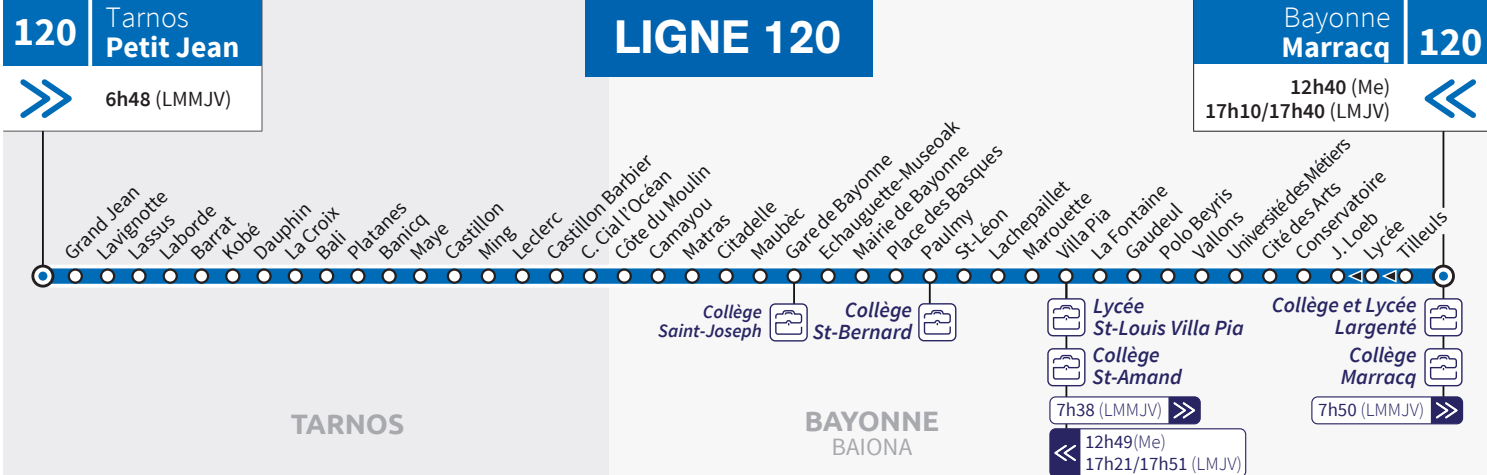 120
Tarnos
Petit Jean
6h48 (LMMJV)
LIGNE 120
Bayonne
Marracq
120
12h40 (Me)
17h10/17h40 (LMJV)
Grand Jean
Lavignotte
Lassus
Laborde
Barrat
Kobé
Dauphin
La Croix
Bali
Platanes
Banicq
Maye
Castillon
Ming
Leclerc
Castillon Barbier
C. Cial l'Océan
Côte du Moulin
Camayou
Matras
Citadelle
Maubèc
Gare de Bayonne
Echauguette-Museoak
Mairie de Bayonne
Place des Basques
Paulmy
St-Léon
Lachepaillet
Marouette
Villa Pia
La Fontaine
Gaudeul
Polo Beyris
Vallons
Université des Métiers
Cité des Arts
Conservatoire
J. Loeb
Lycée
Tilleuls
Collège
Saint-Joseph
Collège
St-Bernard
Lycée
St-Louis Villa Pia
Collège
St-Amand
7h38 (LMMJV)
12h49(Me)
17h21/17h51 (LMJV)
Collège et Lycée
Largenté
Collège
Marracq
7h50 (LMMJV)
TARNOS
BAYONNE
BAIONA